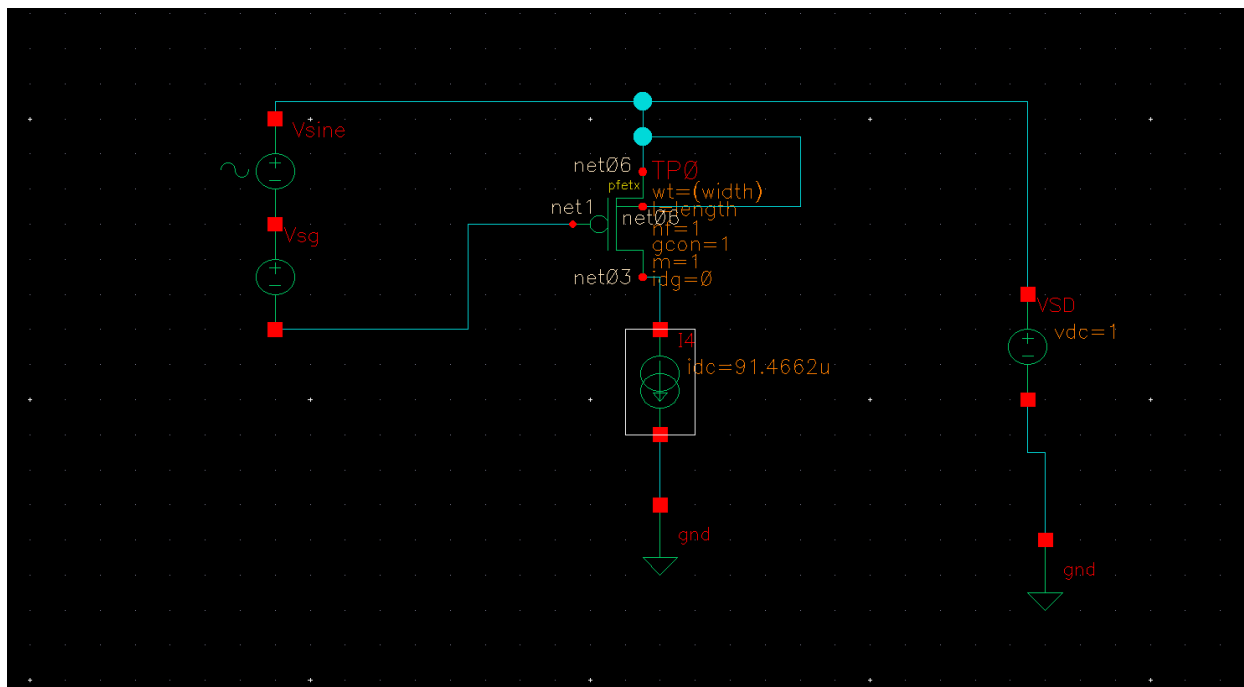 Vsine
Vsg
net06
TP0
pfetx
wt=(width)
net1
net06
l=length
nf=1
gcon=1
m=1
net03
idg=0
I4
idc=91.4662u
VSD
vdc=1
gnd
gnd